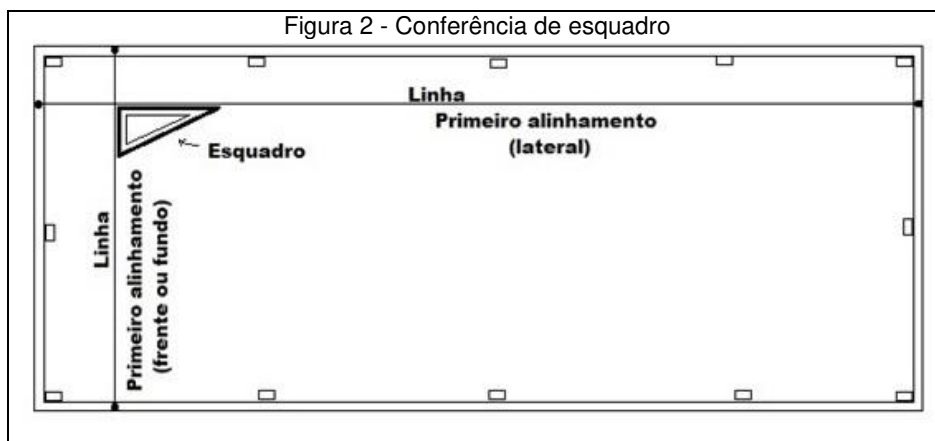 Figura 2 - Conferência de esquadro
Linha
Primeiro alinhamento
(lateral)
Esquadro
Linha
Primeiro alinhamento
(frente ou fundo)